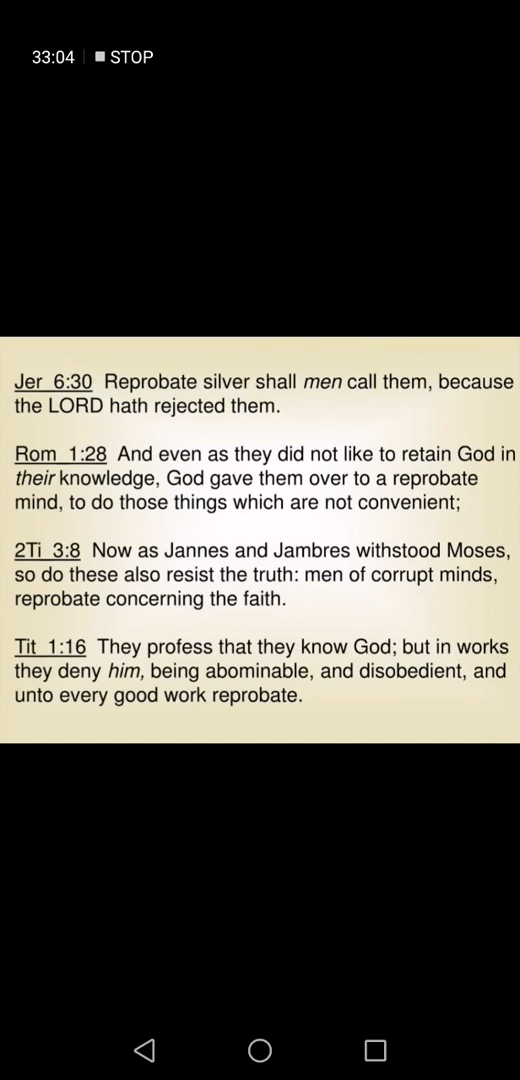 33:04 STOP
Jer 6:30 Reprobate silver shall men call them, because
the LORD hath rejected them.
Rom 1:28 And even as they did not like to retain God in
their knowledge, God gave them over to a reprobate
mind, to do those things which are not convenient;
2Ti 3:8 Now as Jannes and Jambres withstood Moses,
so do these also resist the truth: men of corrupt minds,
reprobate concerning the faith.
Tit 1:16 They profess that they know God; but in works
they deny him, being abominable, and disobedient, and
unto every good work reprobate.